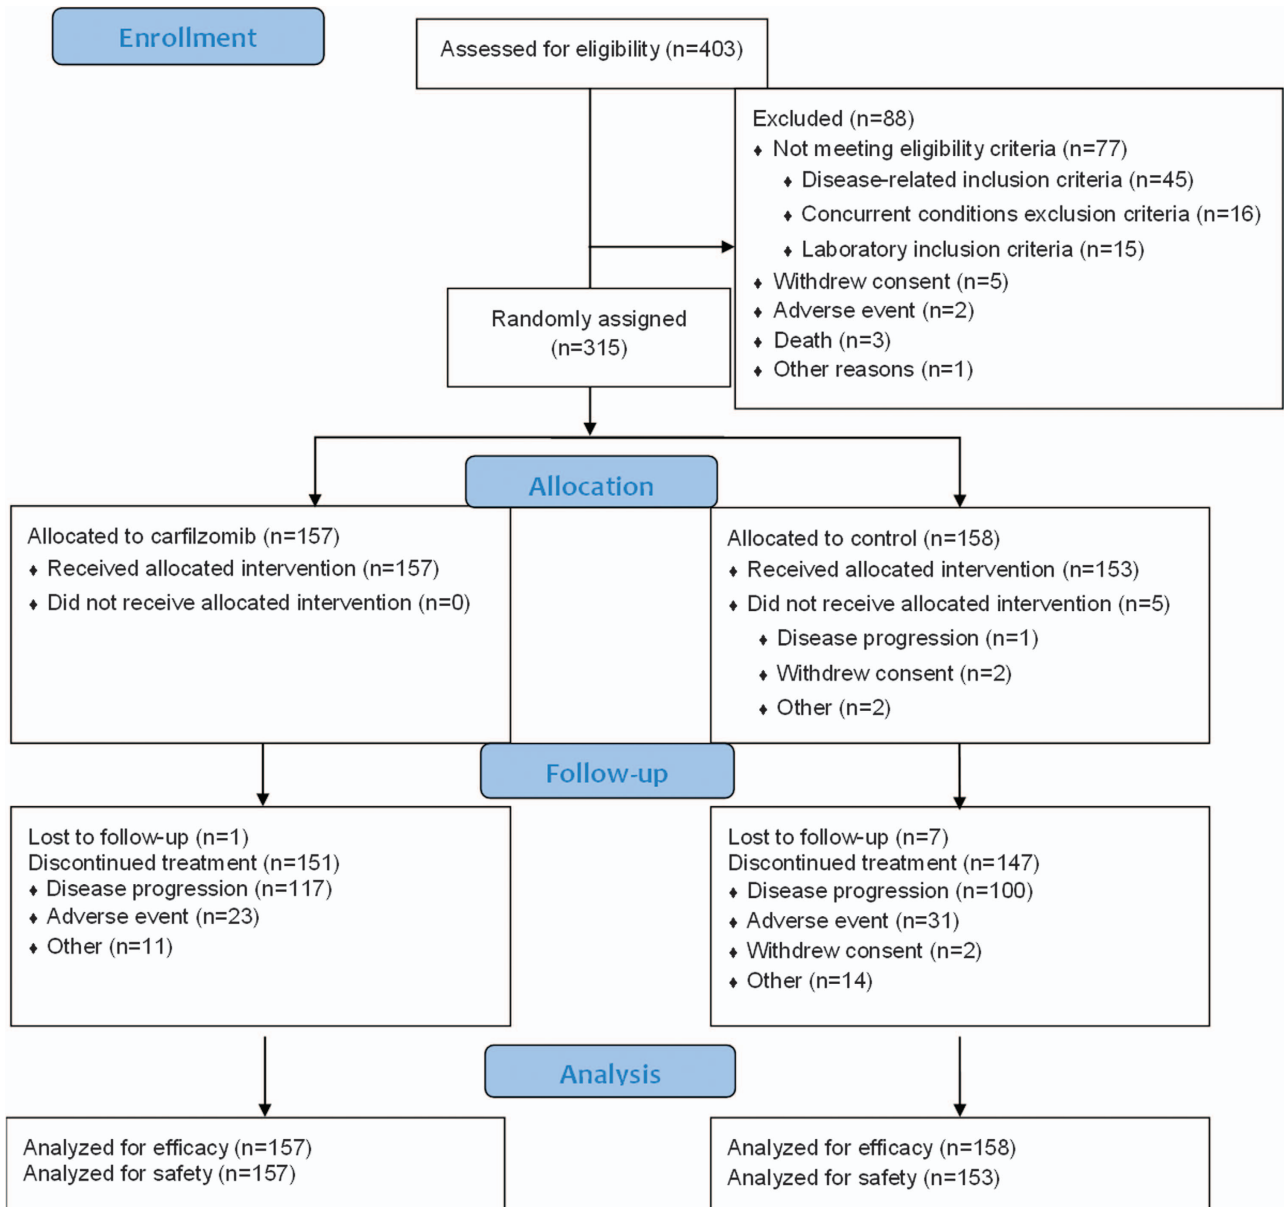 Enrollment
Assessed for eligibility (n=403)
Excluded (n=88)
♦ Not meeting eligibility criteria (n=77)
♦ Disease-related inclusion criteria (n=45)
♦ Concurrent conditions exclusion criteria (n=16)
♦ Laboratory inclusion criteria (n=15)
♦ Withdrew consent (n=5)
♦ Adverse event (n=2)
♦ Death (n=3)
♦ Other reasons (n=1)
Randomly assigned
(n=315)
Allocation
Allocated to carfilzomib (n=157)
♦ Received allocated intervention (n=157)
♦ Did not receive allocated intervention (n=0)
Allocated to control (n=158)
♦ Received allocated intervention (n=153)
♦ Did not receive allocated intervention (n=5)
♦ Disease progression (n=1)
♦ Withdrew consent (n=2)
♦ Other (n=2)
Follow-up
Lost to follow-up (n=1)
Discontinued treatment (n=151)
♦ Disease progression (n=117)
♦ Adverse event (n=23)
♦ Other (n=11)
Lost to follow-up (n=7)
Discontinued treatment (n=147)
♦ Disease progression (n=100)
♦ Adverse event (n=31)
♦ Withdrew consent (n=2)
♦ Other (n=14)
Analysis
Analyzed for efficacy (n=157)
Analyzed for safety (n=157)
Analyzed for efficacy (n=158)
Analyzed for safety (n=153)